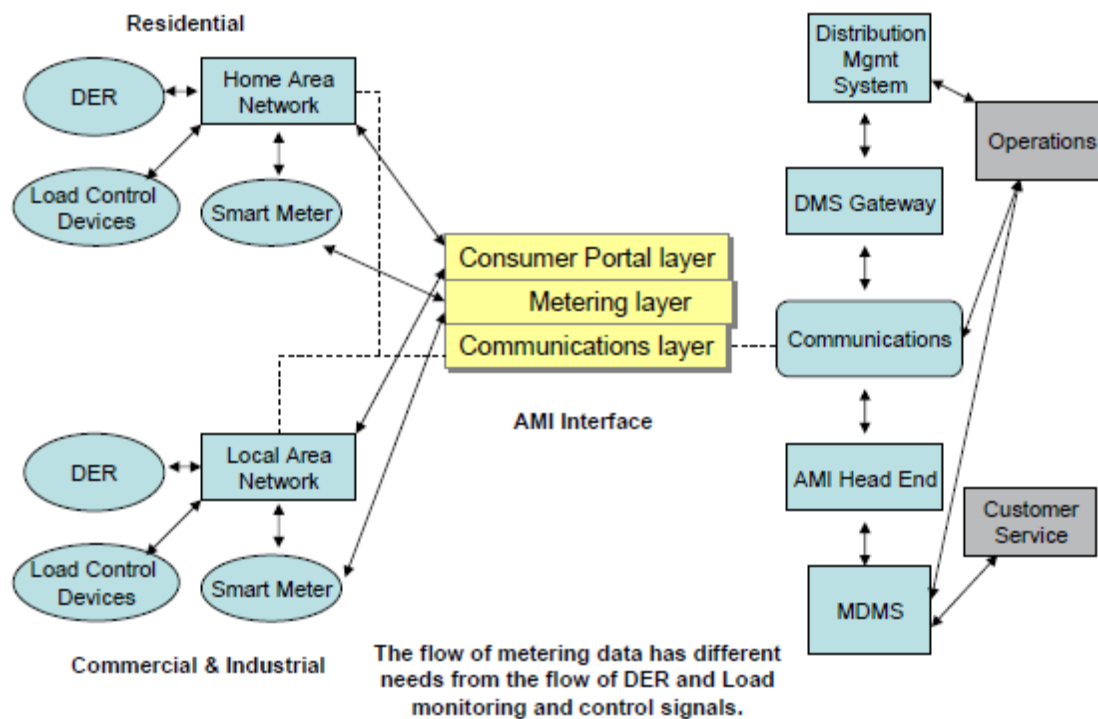 Residential
DER
Home Area
Network
Load Control
Devices
Smart Meter
Distribution
Mgmt
System
Operations
DMS Gateway
Consumer Portal layer
Metering layer
Communications layer
Communications
AMI Interface
DER
Local Area
Network
Load Control
Devices
Smart Meter
AMI Head End
Customer
Service
MDMS
Commercial & Industrial
The flow of metering data has different
needs from the flow of DER and Load
monitoring and control signals.